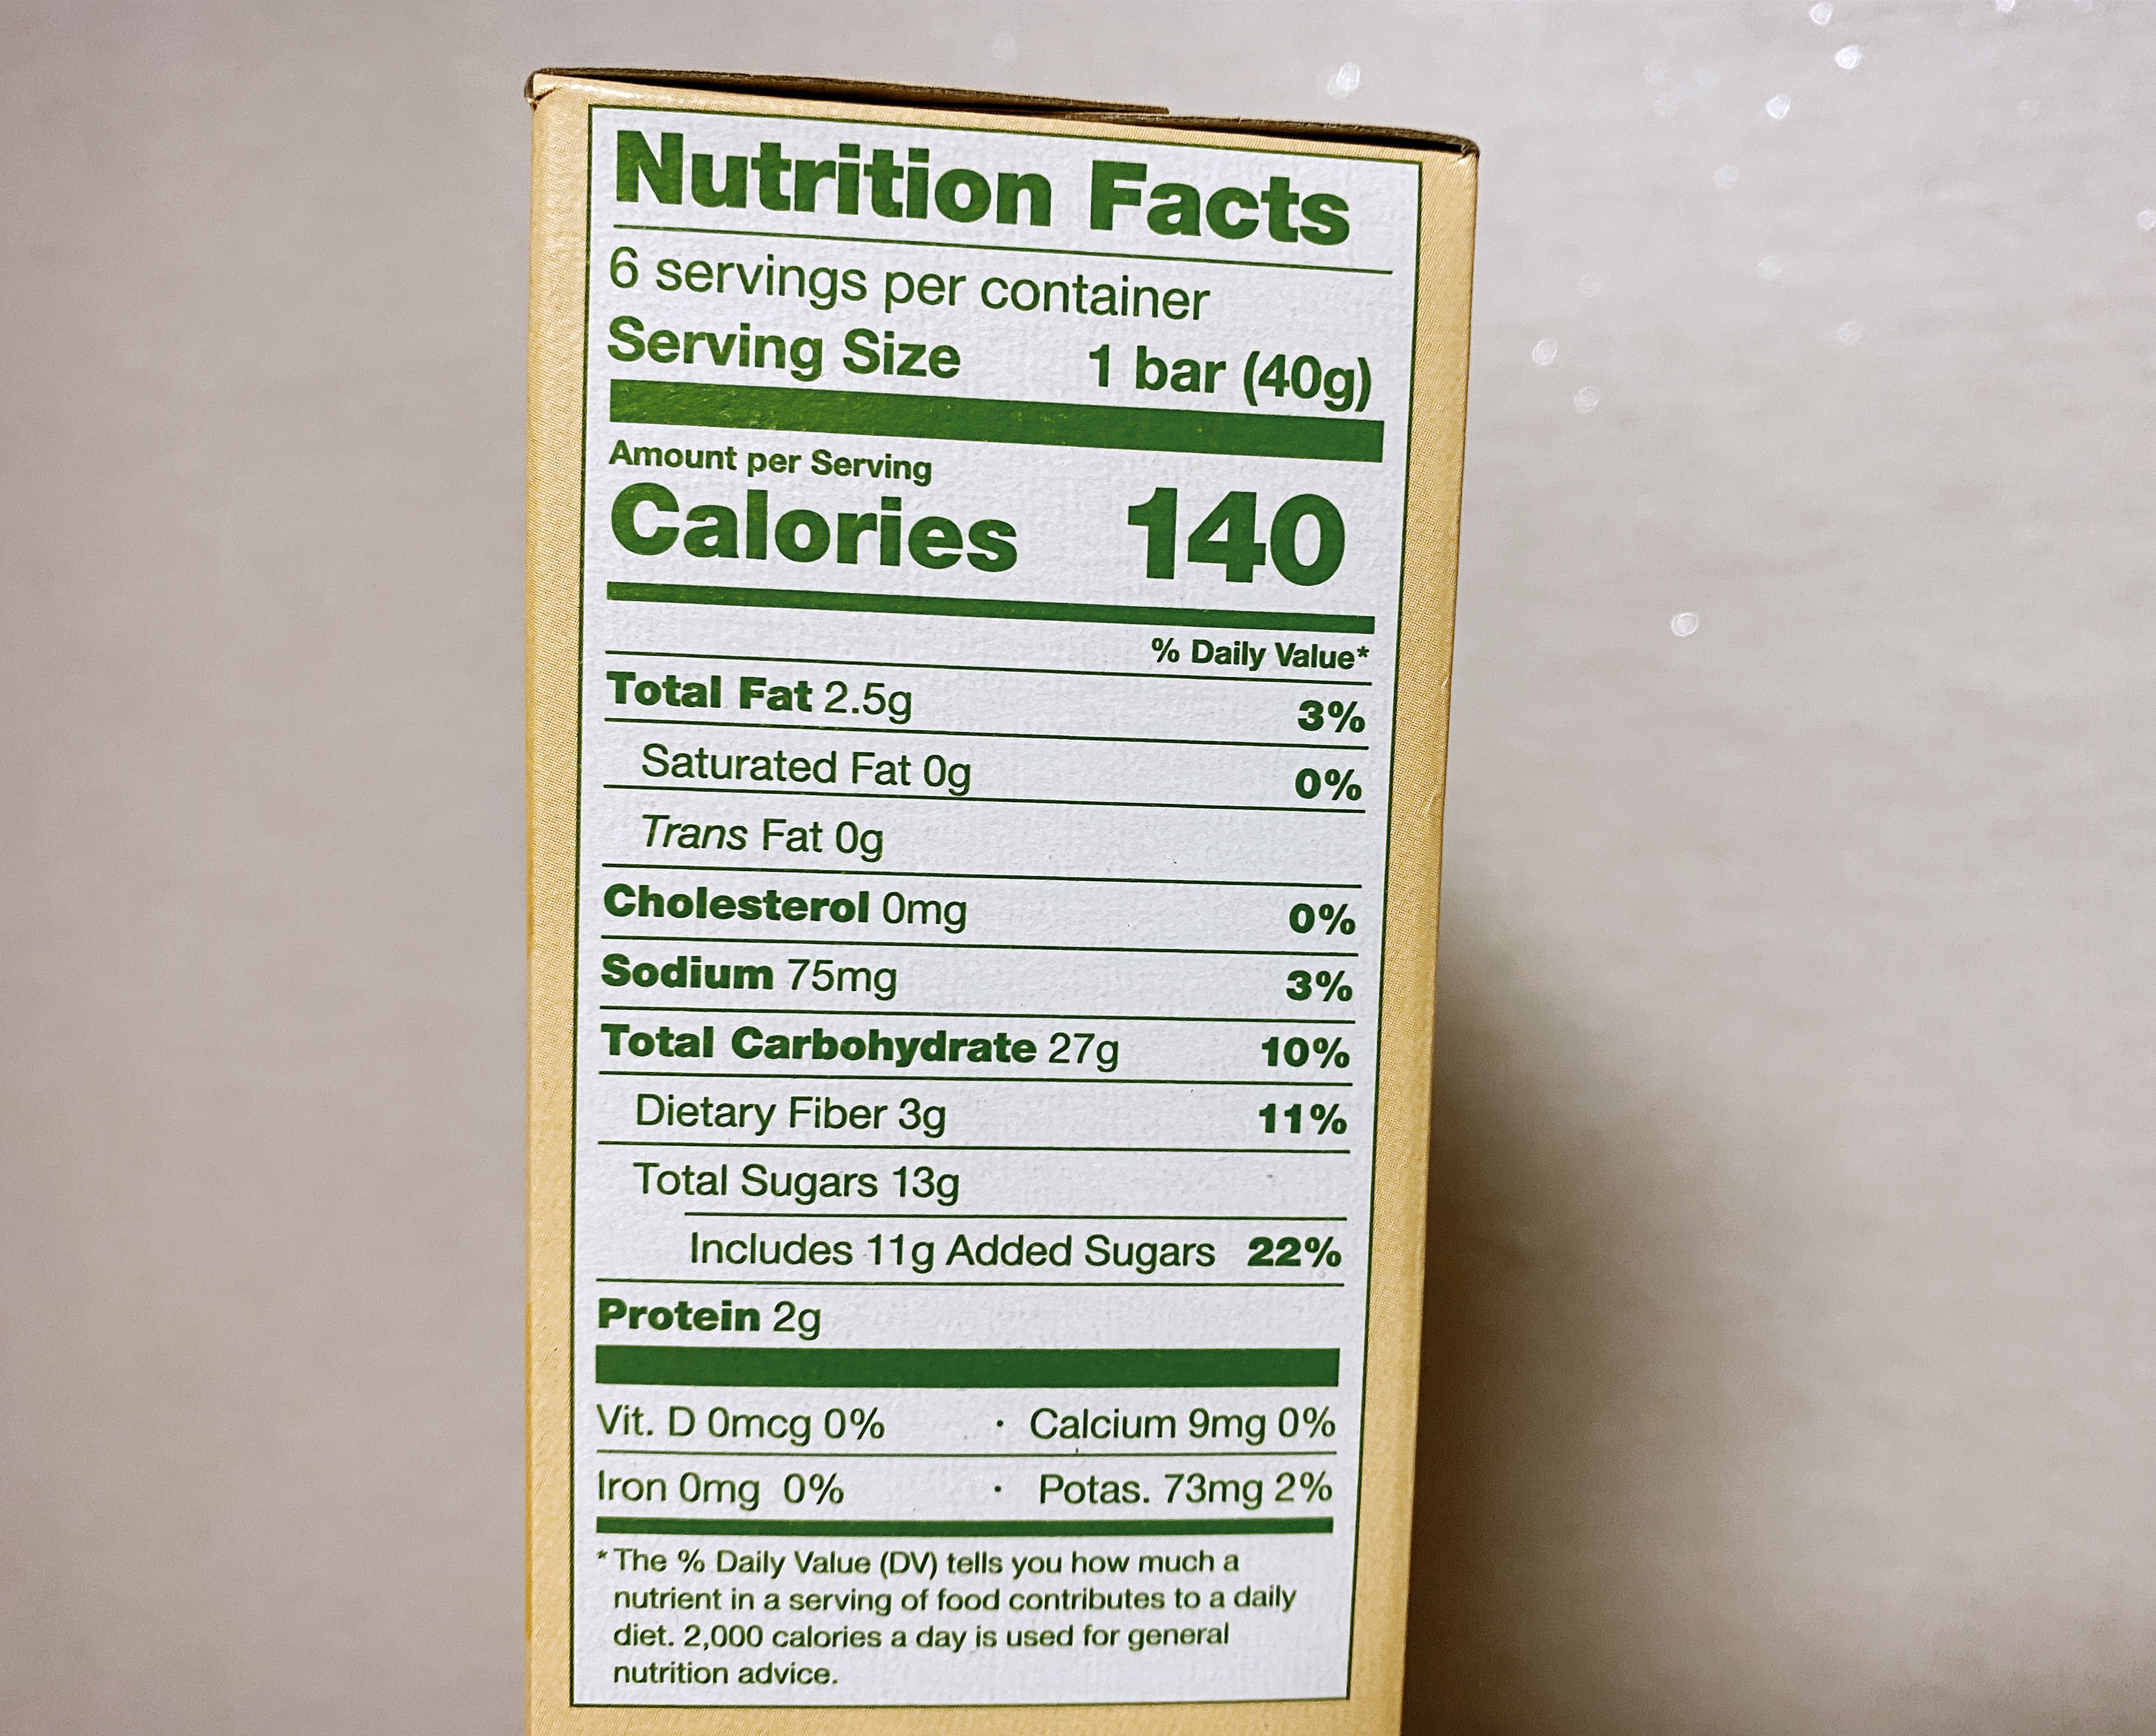 Nutrition Facts
6 servings per container
Serving Size 1 bar (40g)
Amount per Serving
Calories 140
% Daily Value*
Total Fat 2.5g 3%
Saturated Fat 0g 0%
Trans Fat 0g
Cholesterol 0mg 0%
Sodium 75mg 3%
Total Carbohydrate 27g 10%
Dietary Fiber 3g 11%
Total Sugars 13g
Includes 11g Added Sugars 22%
Protein 2g
Vit. D 0mcg 0% · Calcium 9mg 0%
Iron 0mg 0% · Potas. 73mg 2%
* The % Daily Value (DV) tells you how much a
nutrient in a serving of food contributes to a daily
diet. 2,000 calories a day is used for general
nutrition advice.